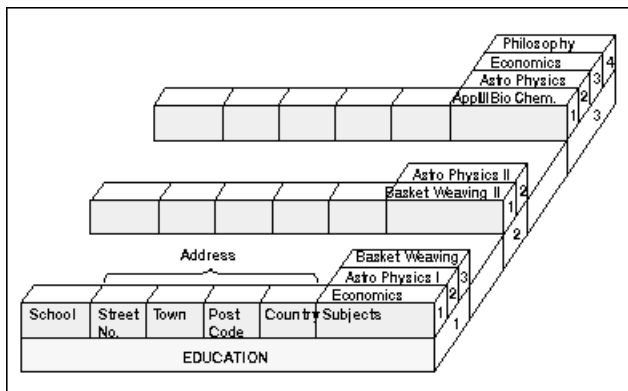 Philosophy
Economics 4
Astro Physics 3
AppliBio Chem. 2
1
3
Astro Physics II 2
Basket Weaving II 1
2
Address
Basket Weaving 3
Astro Physics I 2
Economics 1
School Street No. Town Post Code Country Subjects
1
EDUCATION